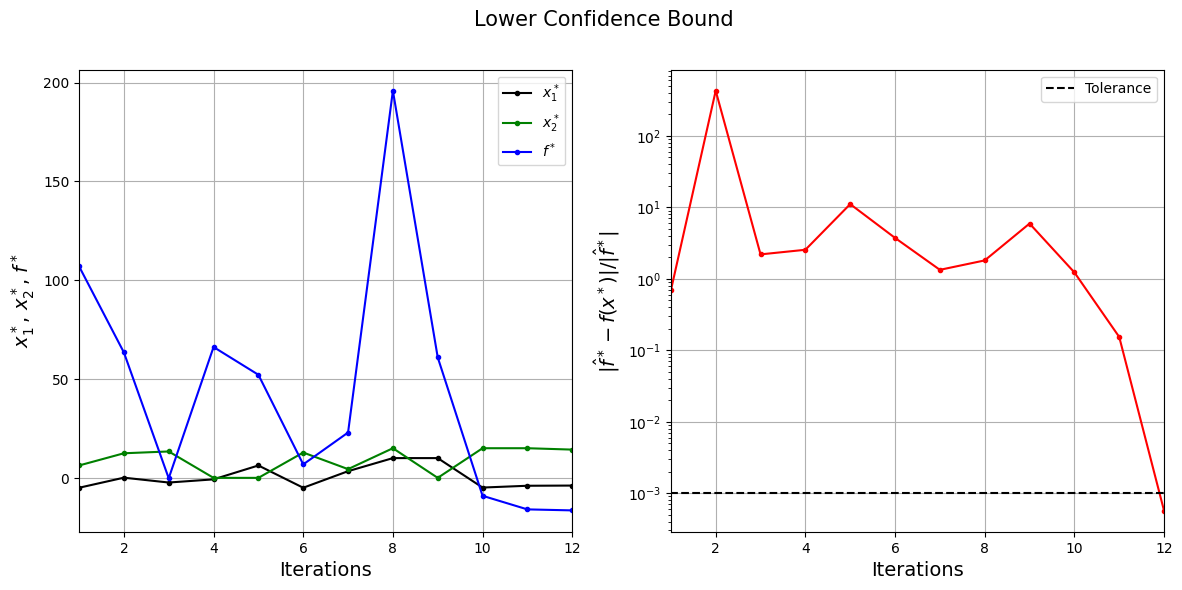 Lower Confidence Bound
x₁*, x₂*, f*
200
150
100
50
0
2 4 6 8 10 12
Iterations
x₁*
x₂*
f*
|f̂* − f(x*)|/|f̂*|
10²
10¹
10⁰
10⁻¹
10⁻²
10⁻³
2 4 6 8 10 12
Iterations
Tolerance